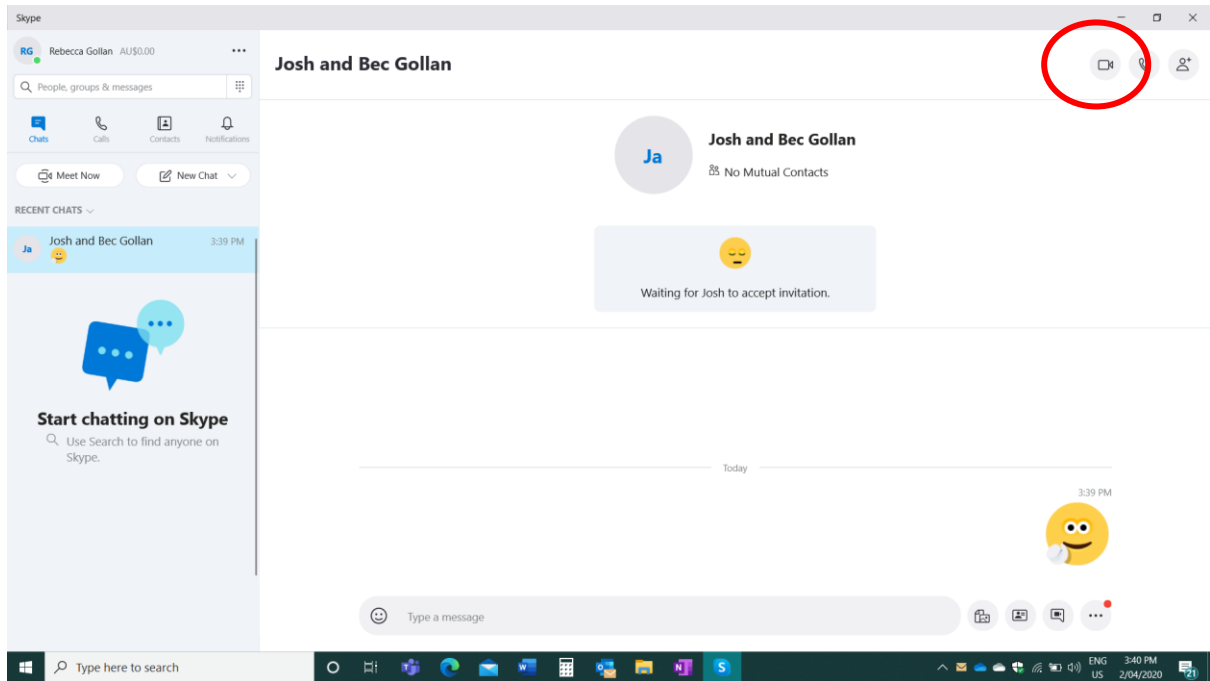 Skype
RG Rebecca Gollan AU$0.00
People, groups & messages
Chats Calls Contacts Notifications
Meet Now New Chat
RECENT CHATS
Ja Josh and Bec Gollan 3:39 PM
Start chatting on Skype
Use Search to find anyone on
Skype.
Josh and Bec Gollan
Ja
Josh and Bec Gollan
No Mutual Contacts
Waiting for Josh to accept invitation.
Today
3:39 PM
Type a message
Type here to search
ENG
US
3:40 PM
2/04/2020
21